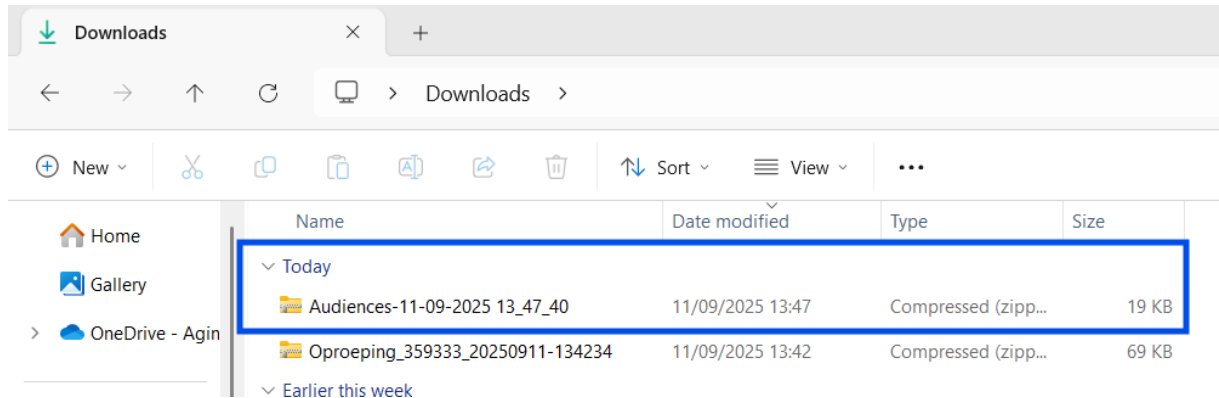 Downloads
Downloads
New
Sort
View
Name Date modified Type Size
Home
Gallery
OneDrive - Agin
Today
Audiences-11-09-2025 13_47_40 11/09/2025 13:47 Compressed (zipp... 19 KB
Oproeping_359333_20250911-134234 11/09/2025 13:42 Compressed (zipp... 69 KB
Earlier this week